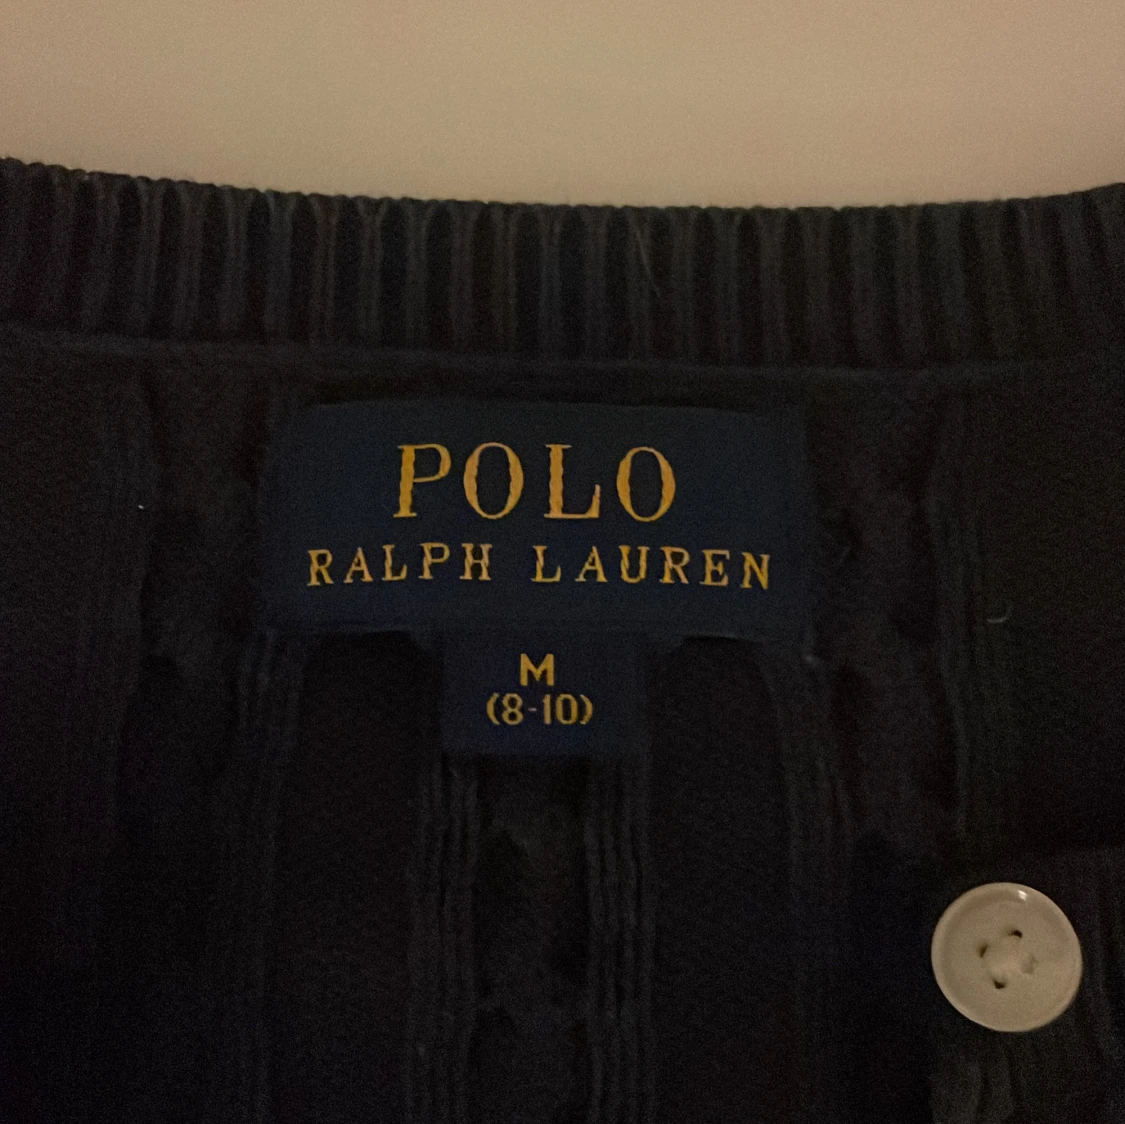 POLO
RALPH LAUREN
M
(8-10)